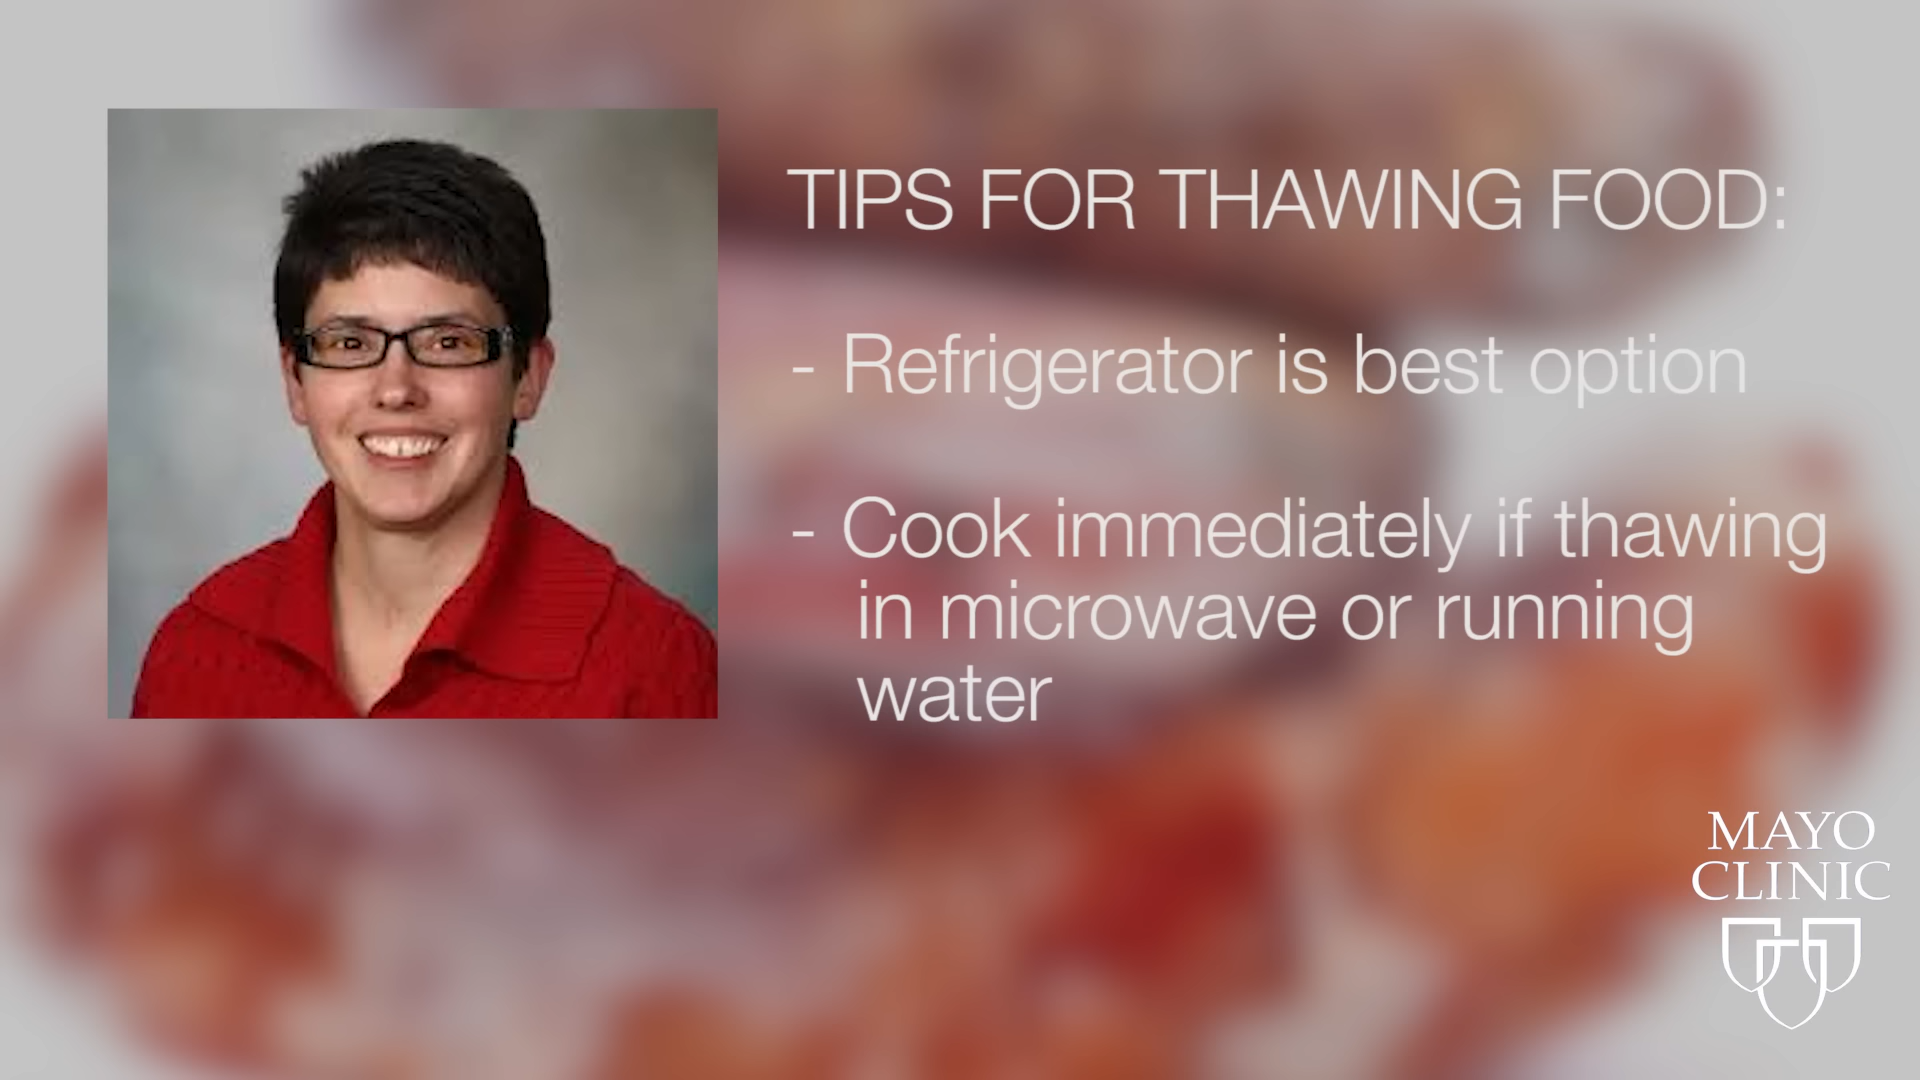 TIPS FOR THAWING FOOD:
- Refrigerator is best option
- Cook immediately if thawing
in microwave or running
water
MAYO
CLINIC